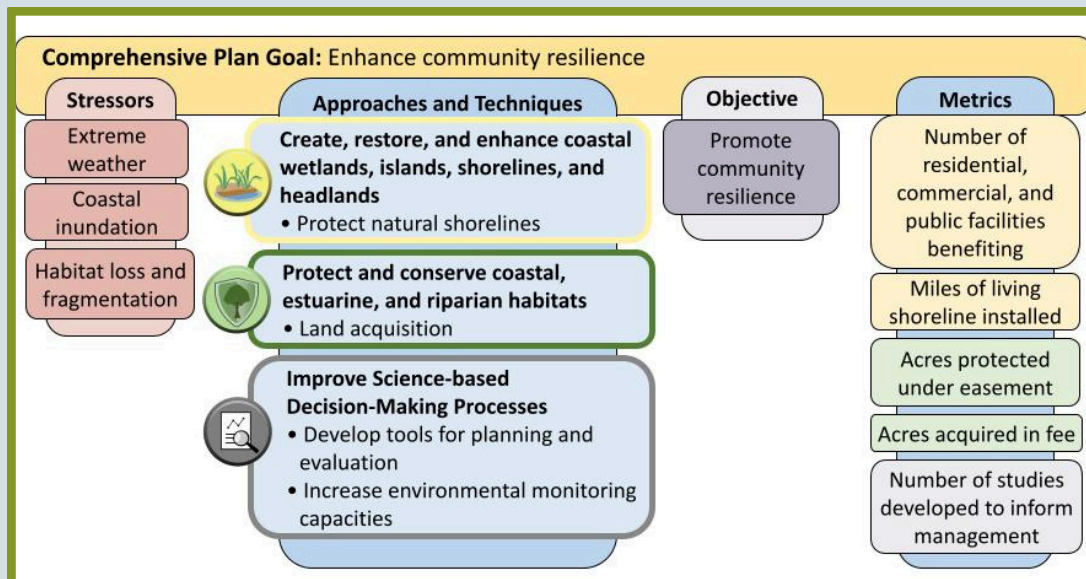 Comprehensive Plan Goal: Enhance community resilience
Stressors
Extreme
weather
Coastal
inundation
Habitat loss and
fragmentation
Approaches and Techniques
Create, restore, and enhance coastal
wetlands, islands, shorelines, and
headlands
• Protect natural shorelines
Protect and conserve coastal,
estuarine, and riparian habitats
• Land acquisition
Improve Science-based
Decision-Making Processes
• Develop tools for planning and
evaluation
• Increase environmental monitoring
capacities
Objective
Promote
community
resilience
Metrics
Number of
residential,
commercial, and
public facilities
benefiting
Miles of living
shoreline installed
Acres protected
under easement
Acres acquired in fee
Number of studies
developed to inform
management